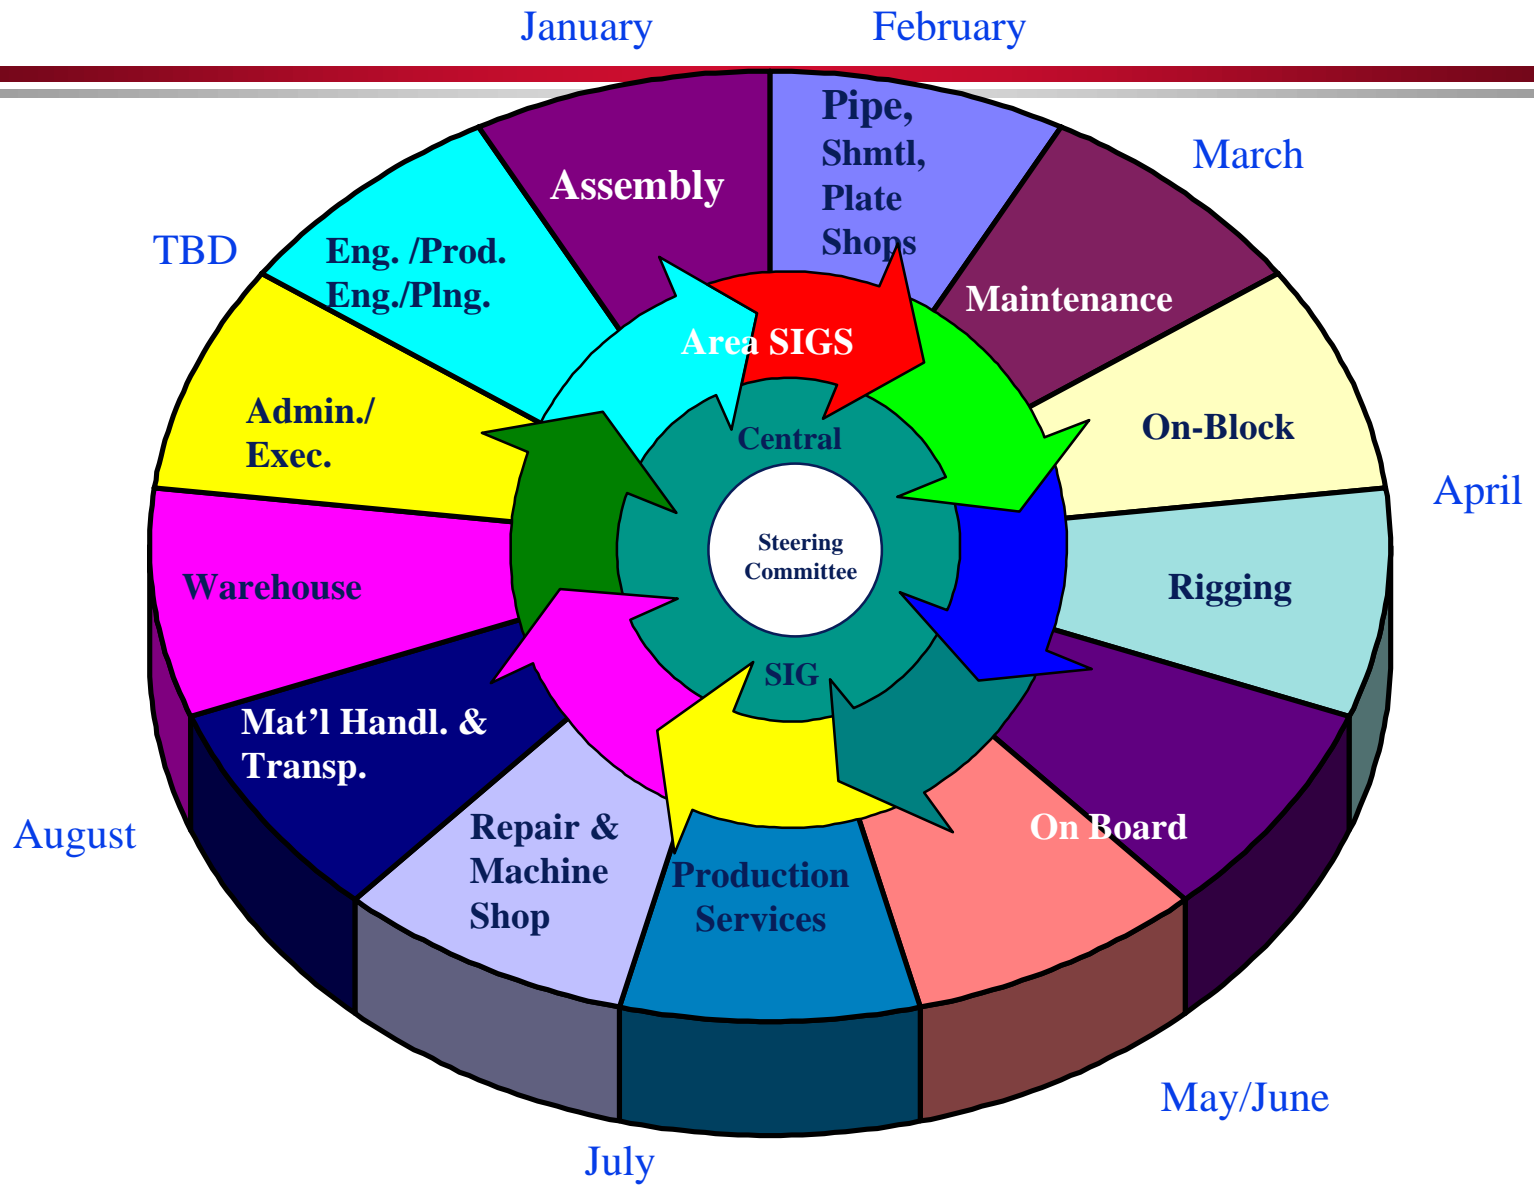 January
February
Pipe,
Shmtl,
Plate
Shops
March
Assembly
TBD
Eng. /Prod.
Eng./Plng.
Maintenance
Area SIGS
Admin./
Exec.
On-Block
Central
April
Steering
Committee
Warehouse
Rigging
SIG
Mat’l Handl. &
Transp.
August
Repair &
Machine
Shop
On Board
Production
Services
May/June
July